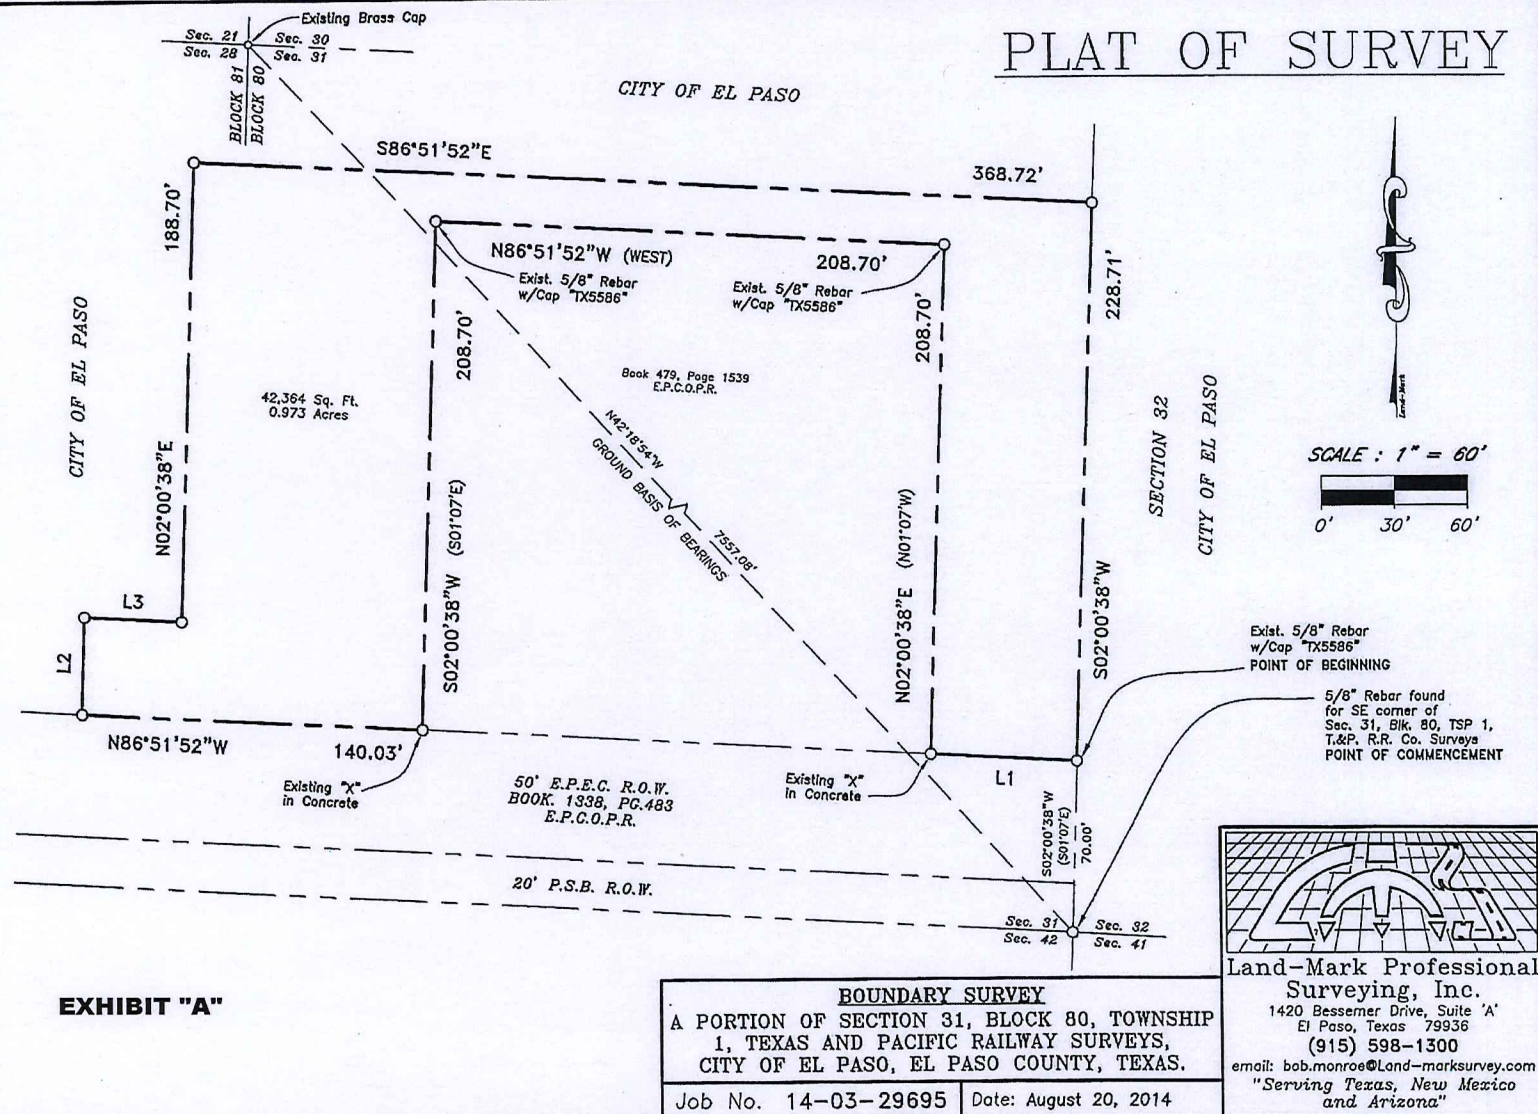 PLAT OF SURVEY
Existing Brass Cap
Sec. 21
Sec. 30
Sec. 28
Sec. 31
BLOCK 81
BLOCK 80
CITY OF EL PASO
S86°51'52"E
368.72'
188.70'
N86°51'52"W (WEST)
208.70'
Exist. 5/8" Rebar
w/Cap "TX5586"
Exist. 5/8" Rebar
w/Cap "TX5586"
228.71'
208.70'
208.70'
CITY OF EL PASO
Book 479, Page 1539
E.P.C.O.P.R.
42,364 Sq. Ft.
0.973 Acres
N42°18'54"W
GROUND BASIS OF BEARINGS
7557.08'
SECTION 32
CITY OF EL PASO
Land-Mark
SCALE : 1" = 60'
0' 30' 60'
N02°00'38"E
S02°00'38"W (S01°07'E)
N02°00'38"E (N01°07'W)
S02°00'38"W
L3
L2
Exist. 5/8" Rebar
w/Cap "TX5586"
POINT OF BEGINNING
5/8" Rebar found
for SE corner of
Sec. 31, Blk. 80, TSP 1,
T.&P. R.R. Co. Surveys
POINT OF COMMENCEMENT
N86°51'52"W
140.03'
L1
Existing "X"
in Concrete
50' E.P.E.C. R.O.W.
BOOK. 1338, PG.483
E.P.C.O.P.R.
Existing "X"
in Concrete
S02°00'38"W
(S01°07'E)
70.00'
20' P.S.B. R.O.W.
Sec. 31
Sec. 32
Sec. 42
Sec. 41
EXHIBIT "A"
BOUNDARY SURVEY
A PORTION OF SECTION 31, BLOCK 80, TOWNSHIP
1, TEXAS AND PACIFIC RAILWAY SURVEYS,
CITY OF EL PASO, EL PASO COUNTY, TEXAS.
Job No. 14-03-29695
Date: August 20, 2014
Land-Mark Professional
Surveying, Inc.
1420 Bessemer Drive, Suite 'A'
El Paso, Texas 79936
(915) 598-1300
email: bob.monroe@Land-marksurvey.com
"Serving Texas, New Mexico
and Arizona"